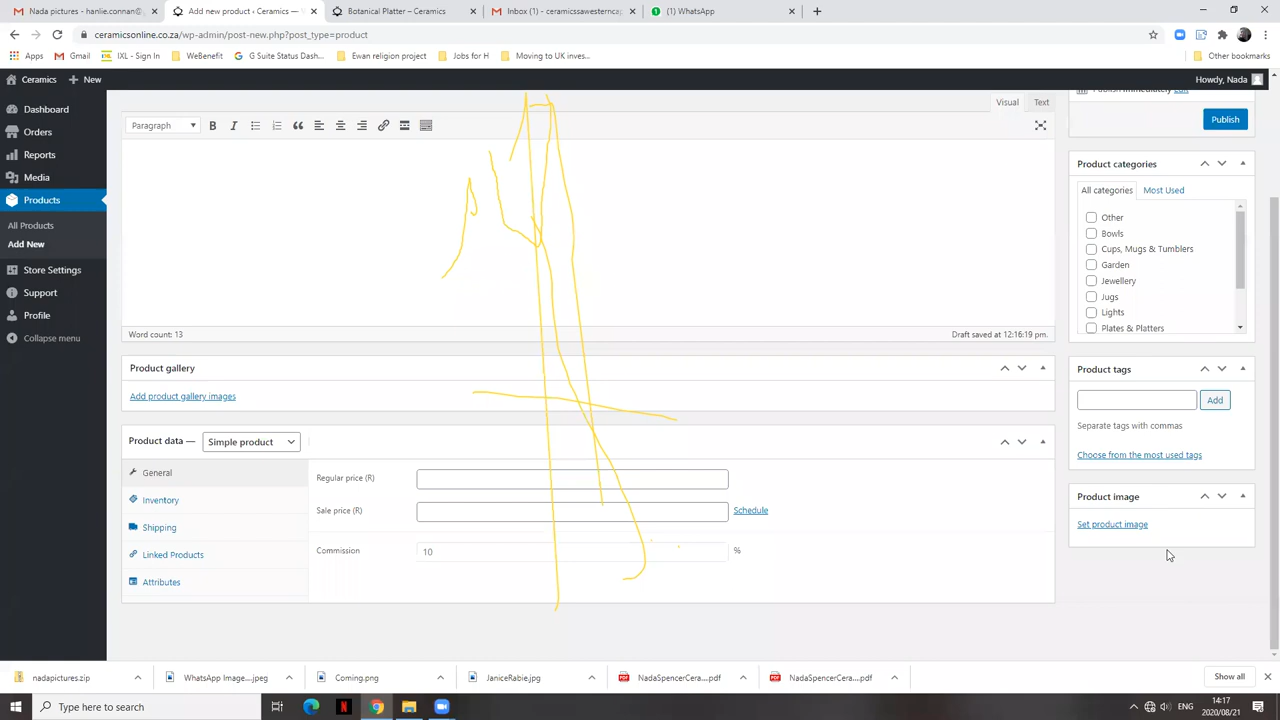 Nada pictures - hanlie.connan@g
Add new product ‹ Ceramics — V
Botanical Platter – Ceramics
Inbox (1) - ceramicssawesterncap
(1) WhatsApp
ceramicsonline.co.za/wp-admin/post-new.php?post_type=product
Apps
Gmail
IXL - Sign In
WeBenefit
G Suite Status Dash...
Ewan religion project
Jobs for H
Moving to UK inves...
Other bookmarks
Ceramics
New
Howdy, Nada
Dashboard
Orders
Reports
Media
Products
All Products
Add New
Store Settings
Support
Profile
Collapse menu
Visual
Text
Paragraph
Word count: 13
Draft saved at 12:16:19 pm.
Product gallery
Add product gallery images
Product data —
Simple product
General
Inventory
Shipping
Linked Products
Attributes
Regular price (R)
Sale price (R)
Schedule
Commission
10
%
Publish immediately Edit
Publish
Product categories
All categories
Most Used
Other
Bowls
Cups, Mugs & Tumblers
Garden
Jewellery
Jugs
Lights
Plates & Platters
Product tags
Add
Separate tags with commas
Choose from the most used tags
Product image
Set product image
nadapictures.zip
WhatsApp Image....jpeg
Coming.png
JaniceRabie.jpg
NadaSpencerCera....pdf
NadaSpencerCera....pdf
Show all
Type here to search
ENG
14:17
2020/08/21